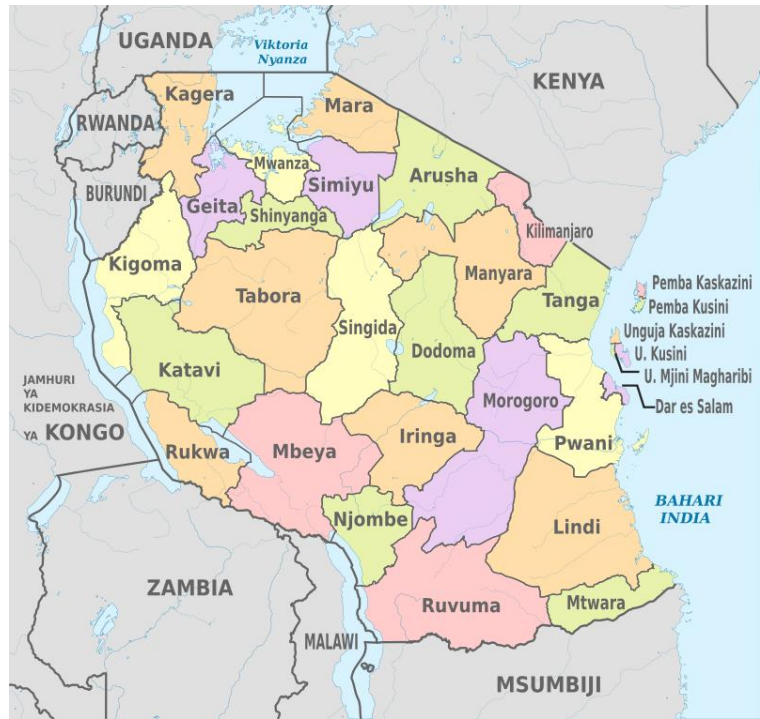 UGANDA
Viktoria
Nyanza
KENYA
Kagera
Mara
RWANDA
Mwanza
Arusha
Simiyu
BURUNDI
Geita
Shinyanga
Kilimanjaro
Kigoma
Manyara
Pemba Kaskazini
Tabora
Tanga
Pemba Kusini
Singida
Unguja Kaskazini
Dodoma
U. Kusini
Katavi
U. Mjini Magharibi
JAMHURI
YA
KIDEMOKRASIA
YA KONGO
Morogoro
Dar es Salam
Iringa
Rukwa
Mbeya
Pwani
BAHARI
INDIA
Njombe
Lindi
ZAMBIA
Ruvuma
Mtwara
MALAWI
MSUMBIJI